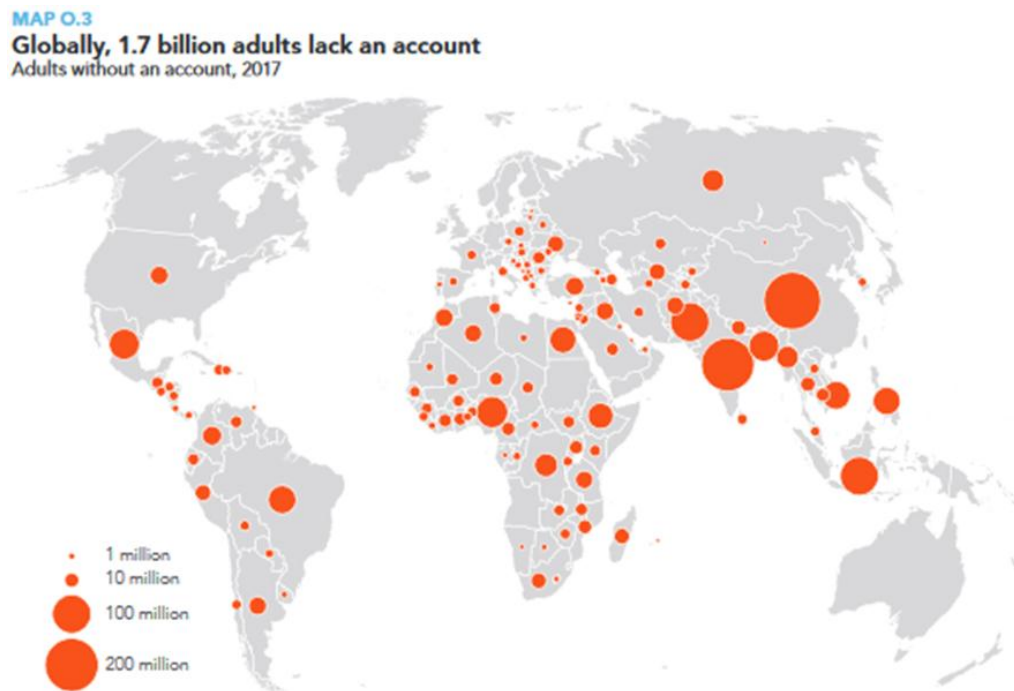 MAP O.3
Globally, 1.7 billion adults lack an account
Adults without an account, 2017
1 million
10 million
100 million
200 million